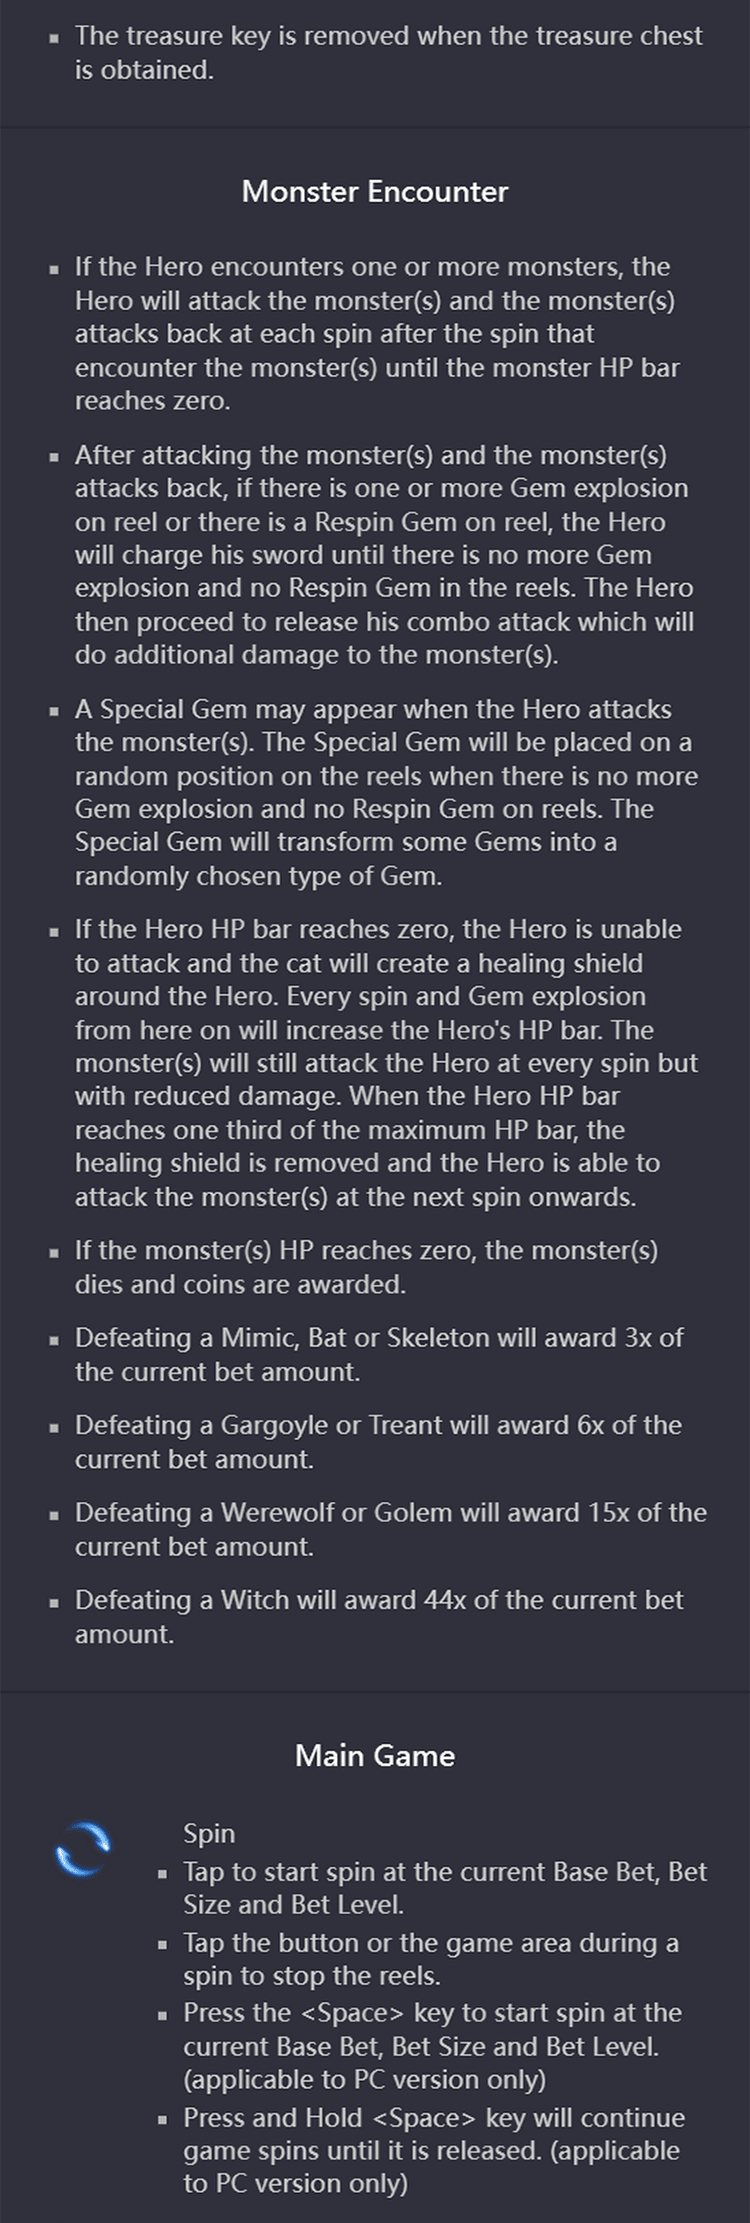 ▪ The treasure key is removed when the treasure chest
is obtained.
Monster Encounter
▪ If the Hero encounters one or more monsters, the
Hero will attack the monster(s) and the monster(s)
attacks back at each spin after the spin that
encounter the monster(s) until the monster HP bar
reaches zero.
▪ After attacking the monster(s) and the monster(s)
attacks back, if there is one or more Gem explosion
on reel or there is a Respin Gem on reel, the Hero
will charge his sword until there is no more Gem
explosion and no Respin Gem in the reels. The Hero
then proceed to release his combo attack which will
do additional damage to the monster(s).
▪ A Special Gem may appear when the Hero attacks
the monster(s). The Special Gem will be placed on a
random position on the reels when there is no more
Gem explosion and no Respin Gem on reels. The
Special Gem will transform some Gems into a
randomly chosen type of Gem.
▪ If the Hero HP bar reaches zero, the Hero is unable
to attack and the cat will create a healing shield
around the Hero. Every spin and Gem explosion
from here on will increase the Hero's HP bar. The
monster(s) will still attack the Hero at every spin but
with reduced damage. When the Hero HP bar
reaches one third of the maximum HP bar, the
healing shield is removed and the Hero is able to
attack the monster(s) at the next spin onwards.
▪ If the monster(s) HP reaches zero, the monster(s)
dies and coins are awarded.
▪ Defeating a Mimic, Bat or Skeleton will award 3x of
the current bet amount.
▪ Defeating a Gargoyle or Treant will award 6x of the
current bet amount.
▪ Defeating a Werewolf or Golem will award 15x of the
current bet amount.
▪ Defeating a Witch will award 44x of the current bet
amount.
Main Game
Spin
▪ Tap to start spin at the current Base Bet, Bet
Size and Bet Level.
▪ Tap the button or the game area during a
spin to stop the reels.
▪ Press the <Space> key to start spin at the
current Base Bet, Bet Size and Bet Level.
(applicable to PC version only)
▪ Press and Hold <Space> key will continue
game spins until it is released. (applicable
to PC version only)